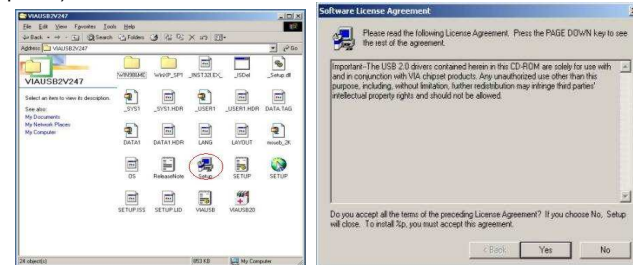 VIAUSB2V247
File Edit View Favorites Tools Help
Back Search Folders
Address VIAUSB2V247 Go
VIAUSB2V247
Select an item to view its description.
See also:
My Documents
My Network Places
My Computer
WIN98&ME WinXP_SP1 _INST32I.EX_ _ISDel _Setup.dll
_SYS1 _SYS1.HDR _USER1 _USER1.HDR DATA.TAG
DATA1 DATA1.HDR LANG LAYOUT
OS ReleaseNote Setup SETUP SETUP
SETUP.ISS SETUP.LID VIAUSB VIAUSB20
24 object(s) My Computer
Software License Agreement
Please read the following License Agreement. Press the PAGE DOWN key to see
the rest of the agreement.
Important-The USB 2.0 drivers contained herein in this CD-ROM are solely for use with
and in conjunction with VIA chipset products. Any unauthorized use other than this
purpose, including, without limitation, further redistribution may infringe third parties'
intellectual property rights and should not be allowed.
Do you accept all the terms of the preceding License Agreement? If you choose No, Setup
will close. To install %p, you must accept this agreement.
< Back Yes No